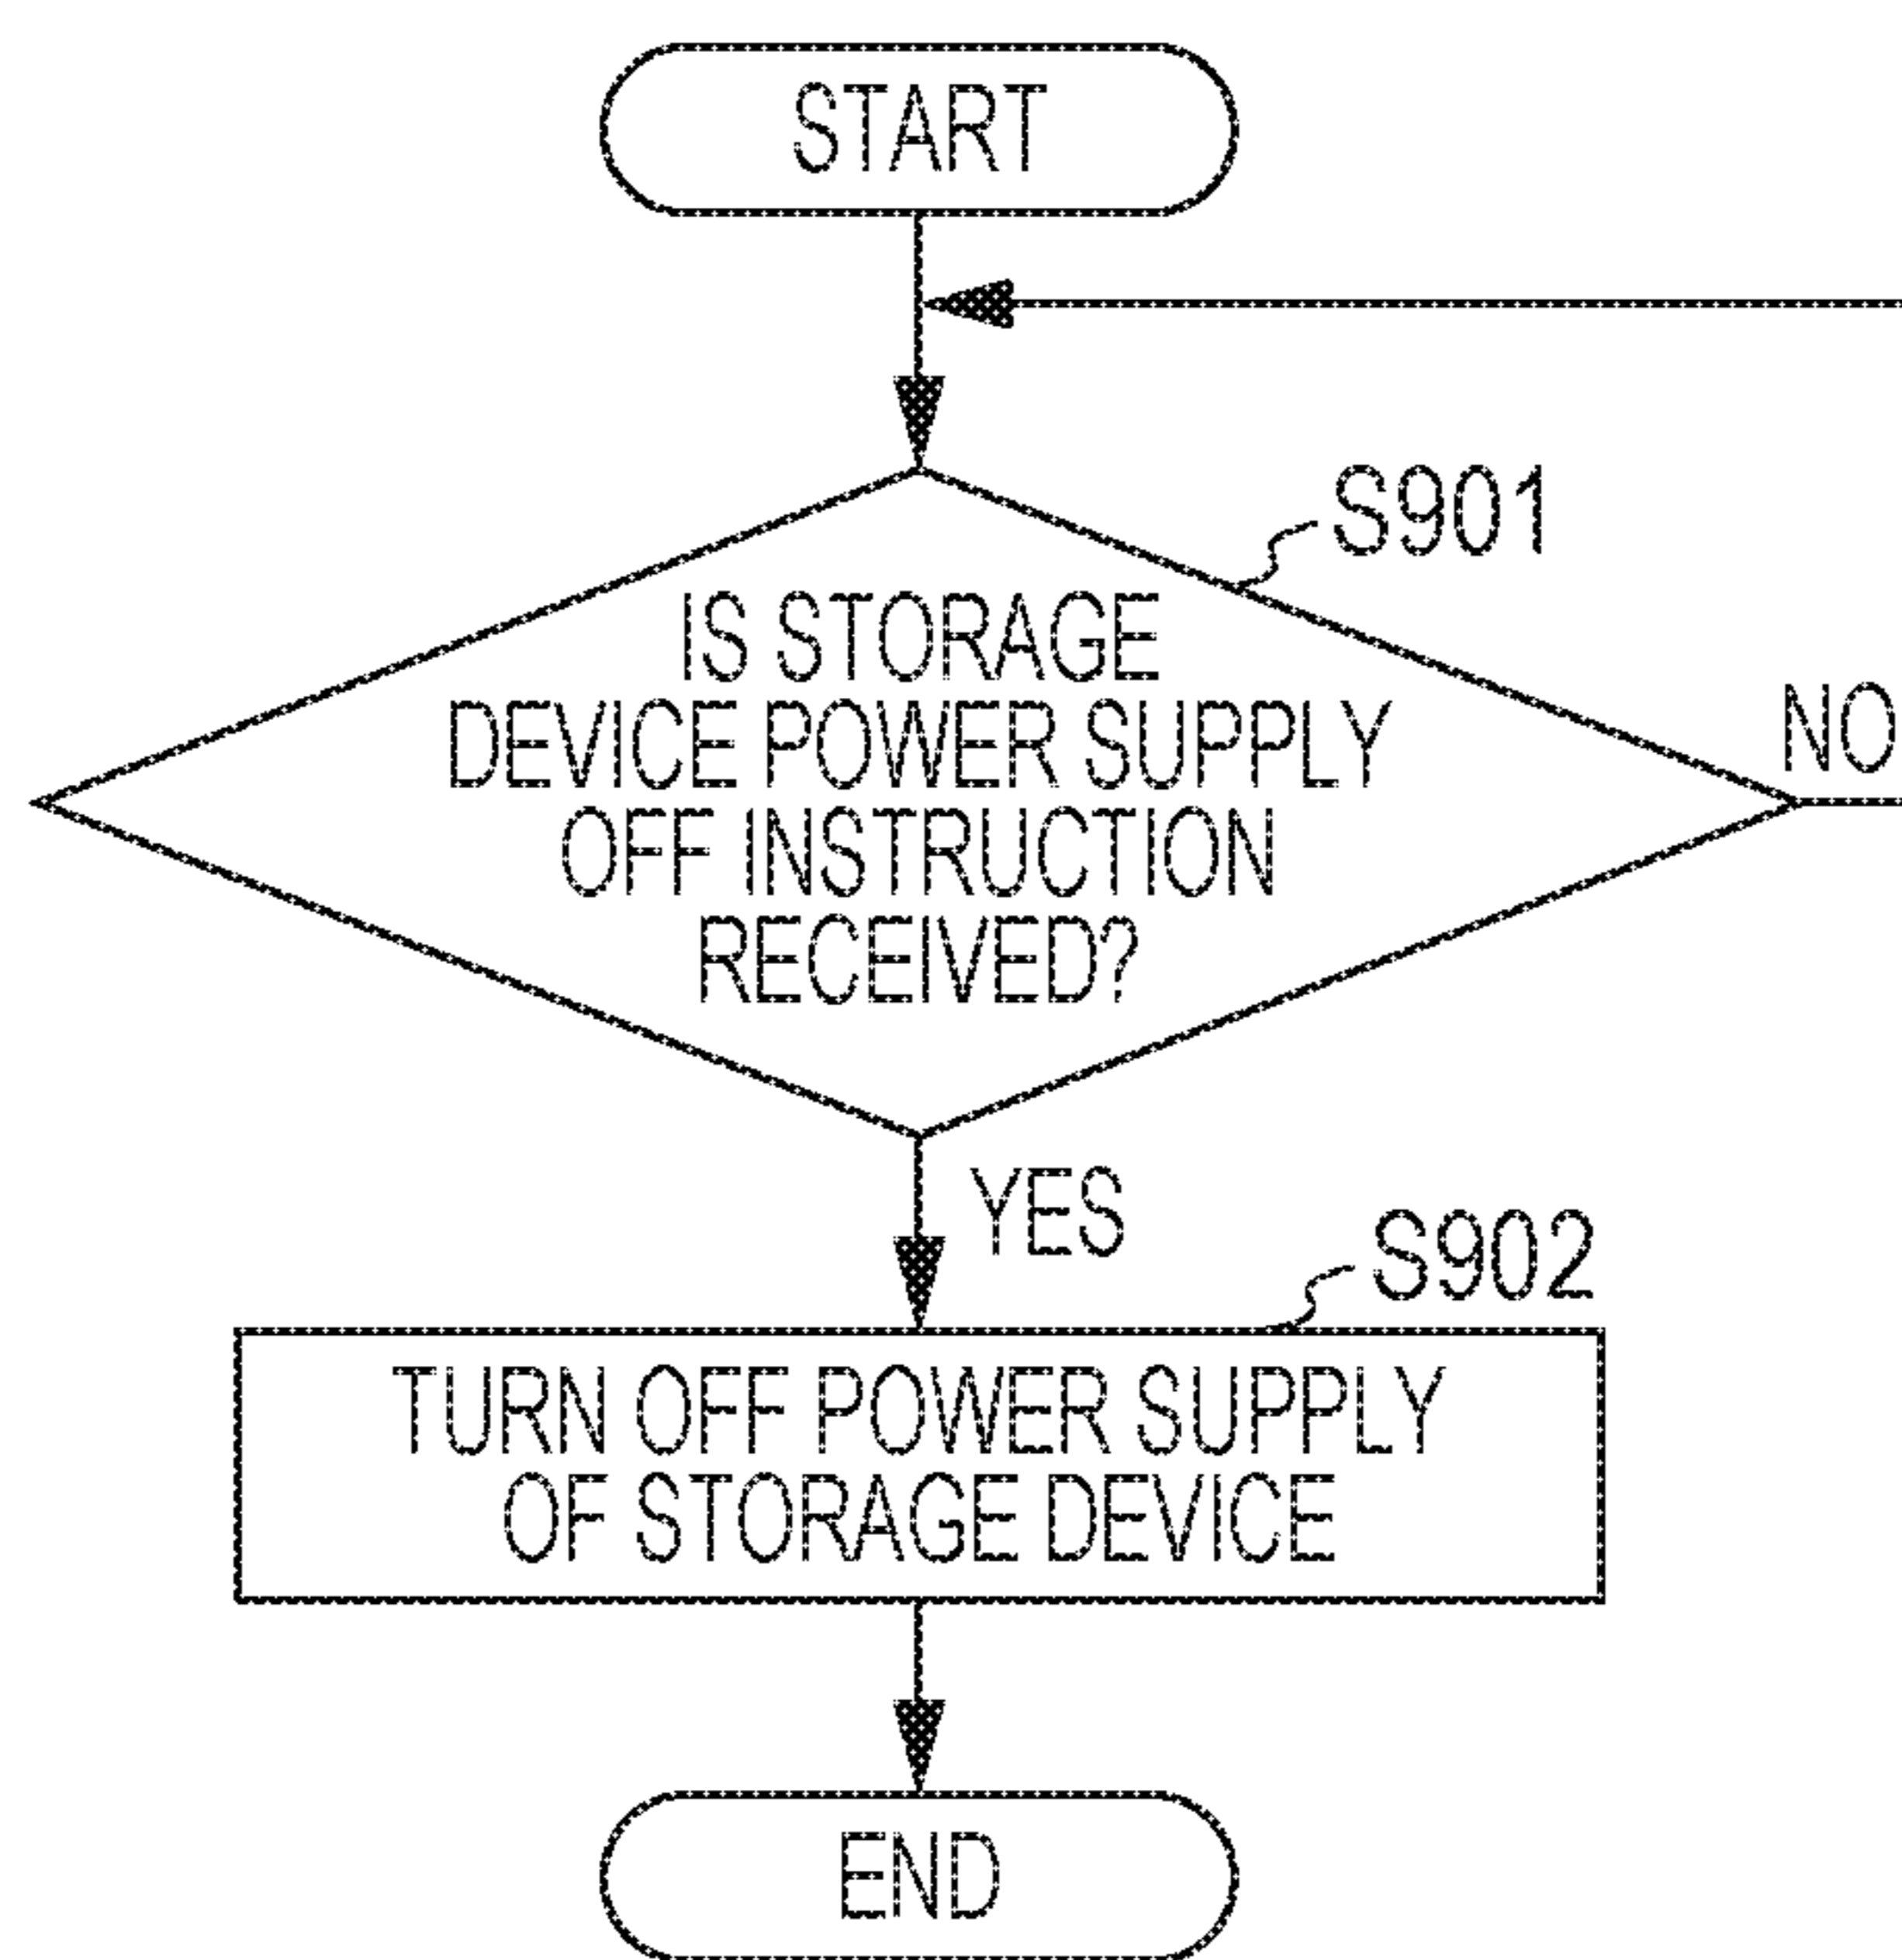 START
S901
IS STORAGE
DEVICE POWER SUPPLY
OFF INSTRUCTION
RECEIVED?
NO
YES
S902
TURN OFF POWER SUPPLY
OF STORAGE DEVICE
END